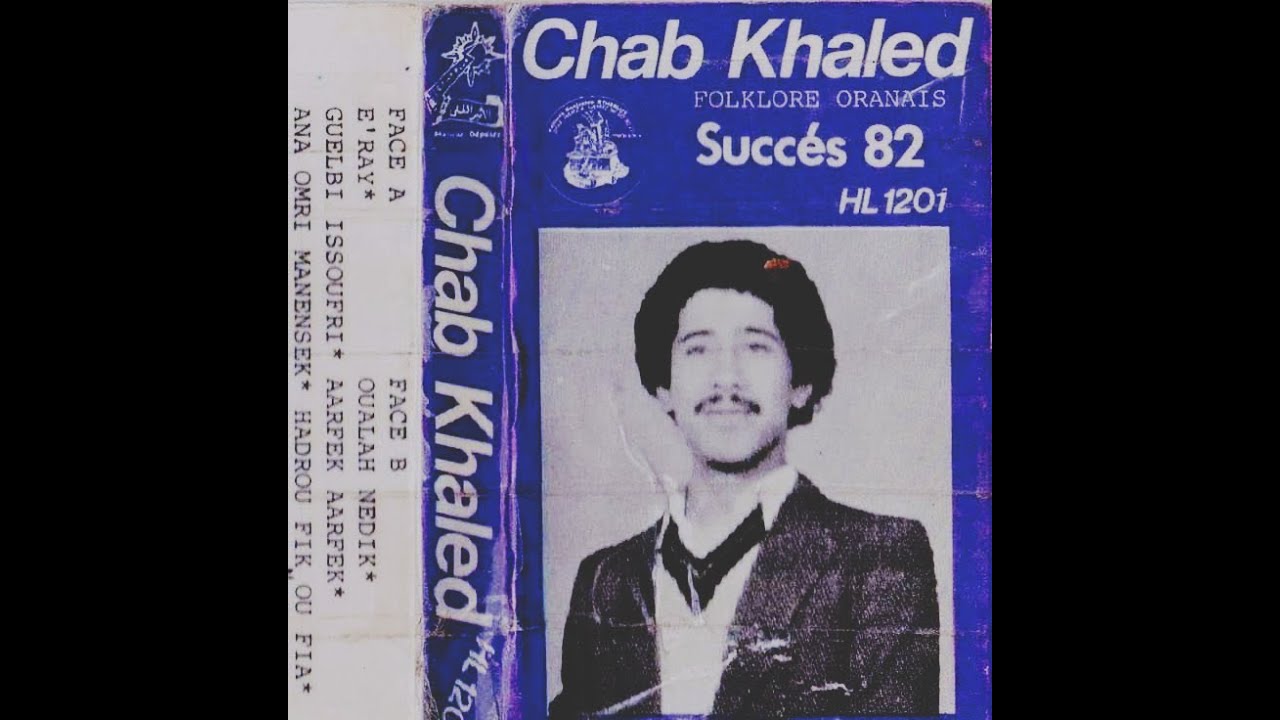 Chab Khaled
FOLKLORE ORANAIS
Succés 82
HL 1201
Chab Khaled
FACE A
E'RAY*
GUELBI ISSOUFRI*
ANA OMRI MANENSEK*
FACE B
OUALAH NEDIK*
AARFEK AARFEK*
HADROU FIK OU FIA*